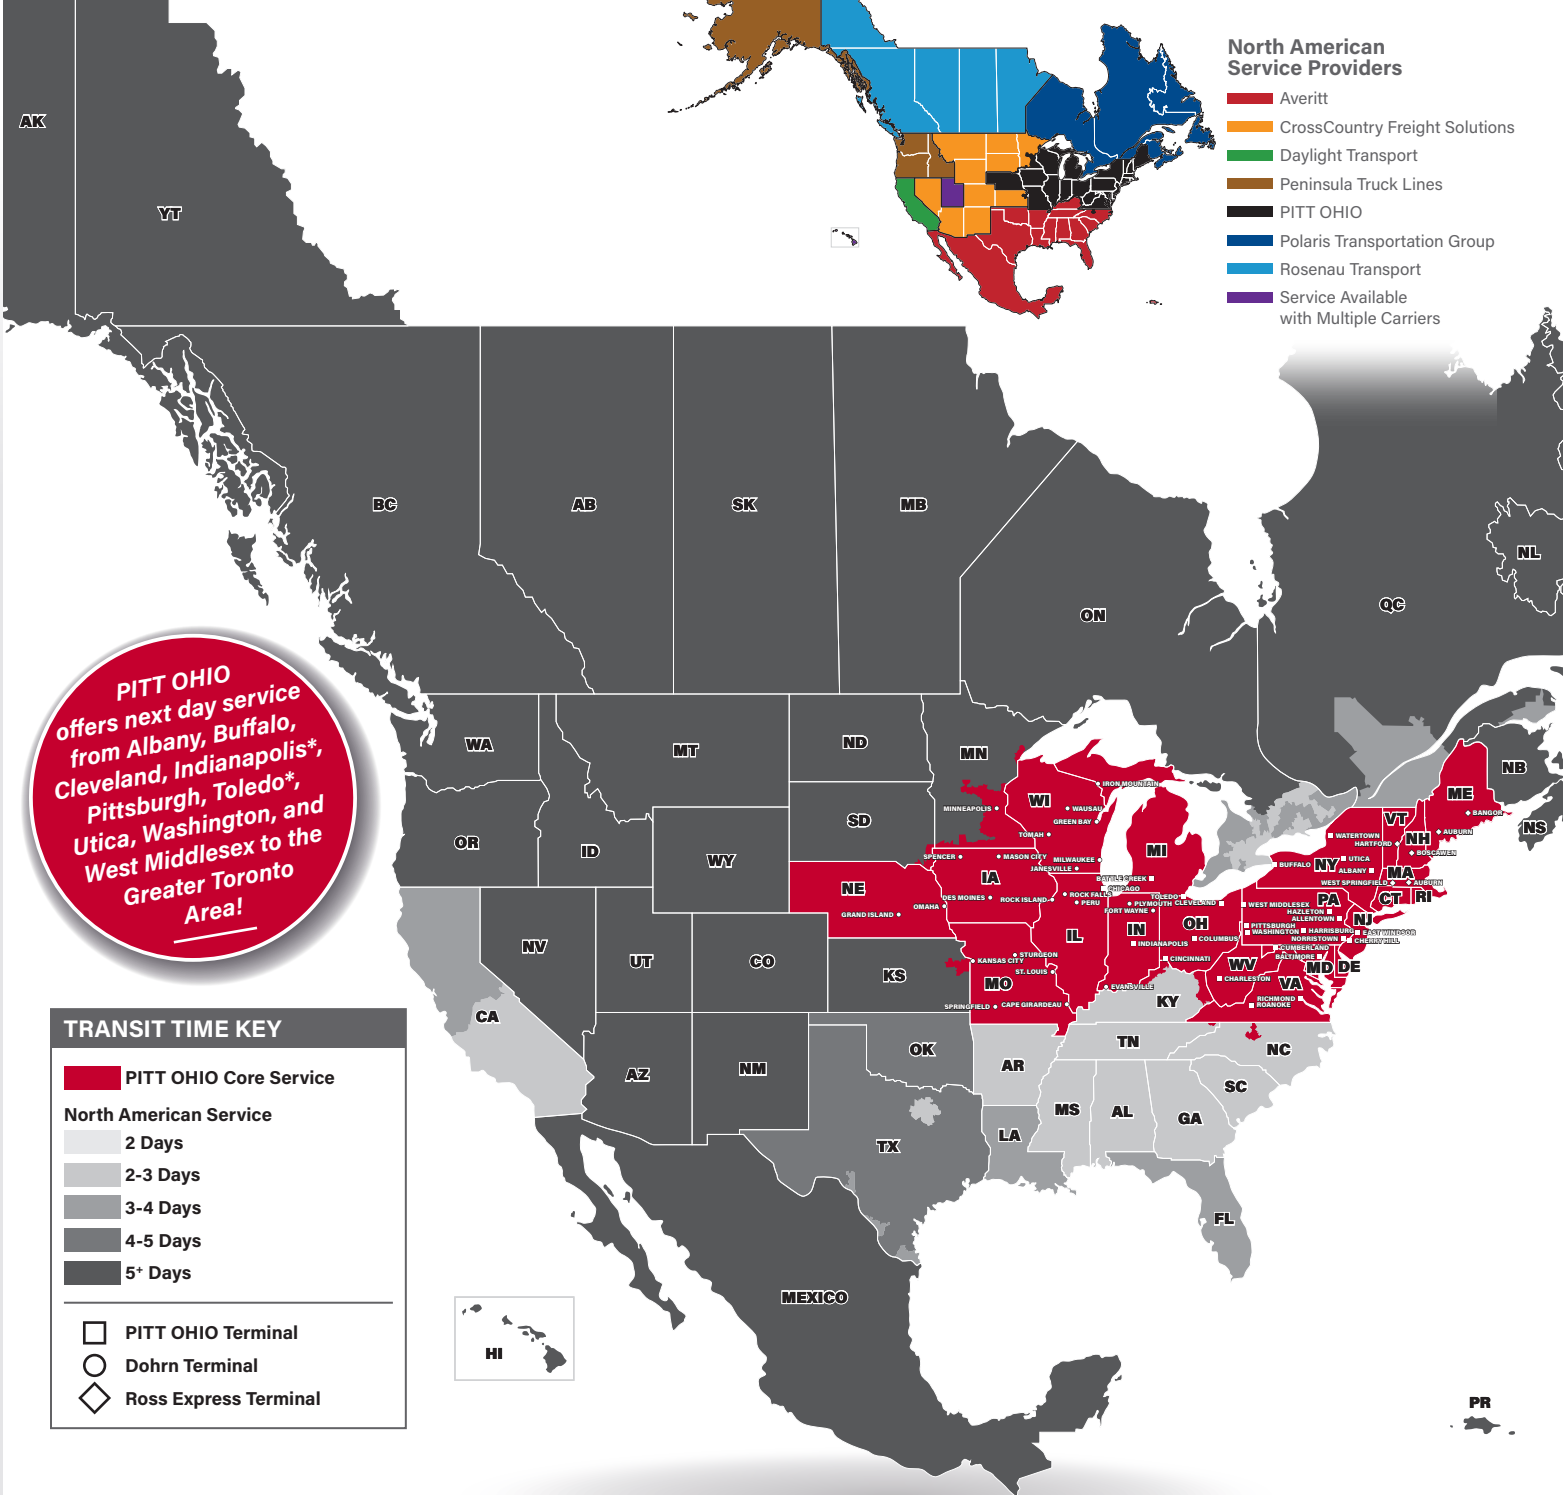 North American
Service Providers
Averitt
CrossCountry Freight Solutions
Daylight Transport
Peninsula Truck Lines
PITT OHIO
Polaris Transportation Group
Rosenau Transport
Service Available
with Multiple Carriers
AK
YT
BC
AB
SK
MB
ON
QC
NL
NB
NS
PITT OHIO
offers next day service
from Albany, Buffalo,
Cleveland, Indianapolis*,
Pittsburgh, Toledo*,
Utica, Washington, and
West Middlesex to the
Greater Toronto
Area!
WA
MT
ND
MN
OR
ID
WY
SD
NE
NV
UT
CO
KS
CA
AZ
NM
OK
TX
AR
LA
MS
AL
GA
FL
TN
KY
NC
SC
WI
MI
IA
IL
IN
OH
MO
WV
VA
PA
NY
VT
NH
ME
MA
CT
RI
NJ
MD
DE
IRON MOUNTAIN
MINNEAPOLIS
WAUSAU
GREEN BAY
TOMAH
SPENCER
MASON CITY
MILWAUKEE
JANESVILLE
BATTLE CREEK
CHICAGO
DES MOINES
ROCK ISLAND
ROCK FALLS
PERU
OMAHA
GRAND ISLAND
PLYMOUTH
FORT WAYNE
TOLEDO
CLEVELAND
INDIANAPOLIS
COLUMBUS
CINCINNATI
STURGEON
KANSAS CITY
ST. LOUIS
SPRINGFIELD
CAPE GIRARDEAU
EVANSVILLE
CHARLESTON
RICHMOND
ROANOKE
WATERTOWN
HARTFORD
UTICA
BUFFALO
ALBANY
WEST SPRINGFIELD
AUBURN
BANGOR
AUBURN
BOSCAWEN
WEST MIDDLESEX
HAZLETON
ALLENTOWN
PITTSBURGH
WASHINGTON
HARRISBURG
NORRISTOWN
EAST WINDSOR
CHERRY HILL
CUMBERLAND
BALTIMORE
MEXICO
HI
PR
TRANSIT TIME KEY
PITT OHIO Core Service
North American Service
2 Days
2-3 Days
3-4 Days
4-5 Days
5+ Days
PITT OHIO Terminal
Dohrn Terminal
Ross Express Terminal